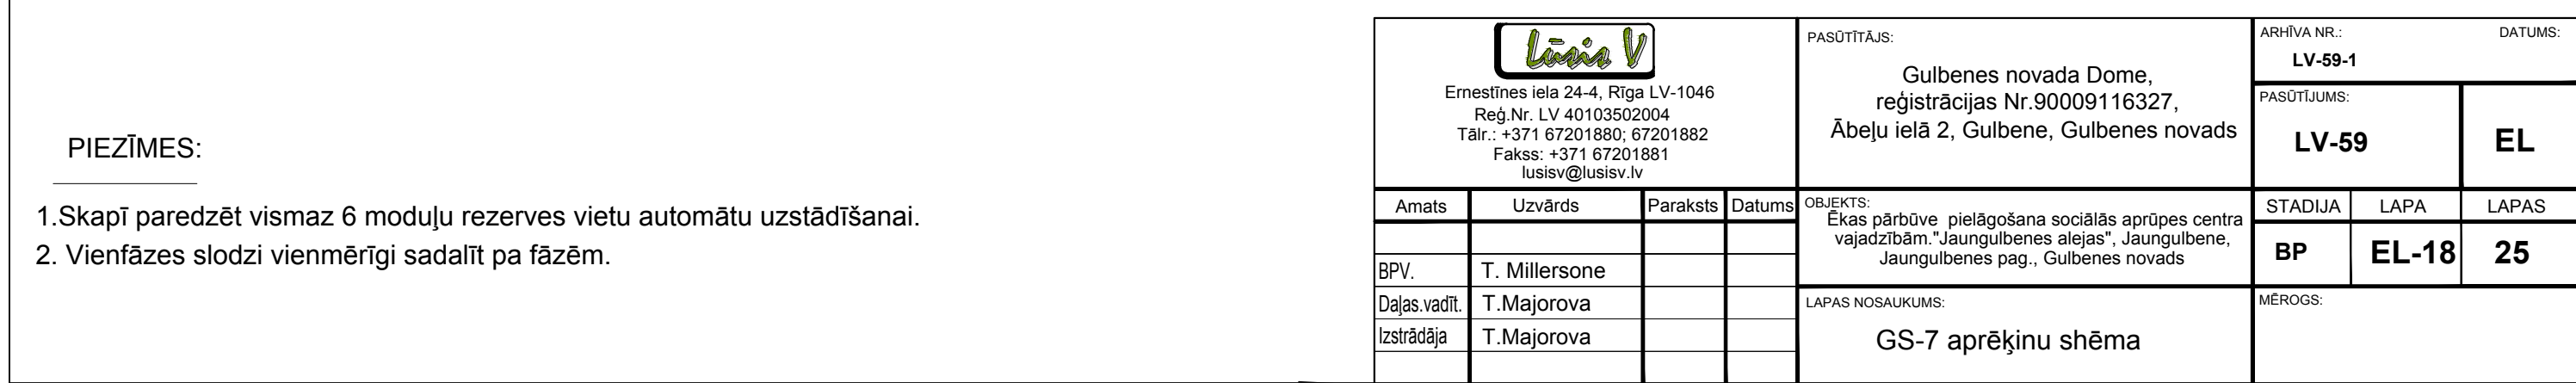 PIEZĪMES:
1.Skapī paredzēt vismaz 6 moduļu rezerves vietu automātu uzstādīšanai.
2. Vienfāzes slodzi vienmērīgi sadalīt pa fāzēm.
Lūsis V
Ernestīnes iela 24-4, Rīga LV-1046
Reģ.Nr. LV 40103502004
Tālr.: +371 67201880; 67201882
Fakss: +371 67201881
lusisv@lusisv.lv
PASŪTĪTĀJS:
Gulbenes novada Dome,
reģistrācijas Nr.90009116327,
Ābeļu ielā 2, Gulbene, Gulbenes novads
ARHĪVA NR.: DATUMS:
LV-59-1
PASŪTĪJUMS:
LV-59 EL
Amats Uzvārds Paraksts Datums
BPV. T. Millersone
Daļas.vadīt. T.Majorova
Izstrādāja T.Majorova
OBJEKTS:
Ēkas pārbūve pielāgošana sociālās aprūpes centra
vajadzībām."Jaungulbenes alejas", Jaungulbene,
Jaungulbenes pag., Gulbenes novads
STADIJA LAPA LAPAS
BP EL-18 25
LAPAS NOSAUKUMS:
GS-7 aprēķinu shēma
MĒROGS: